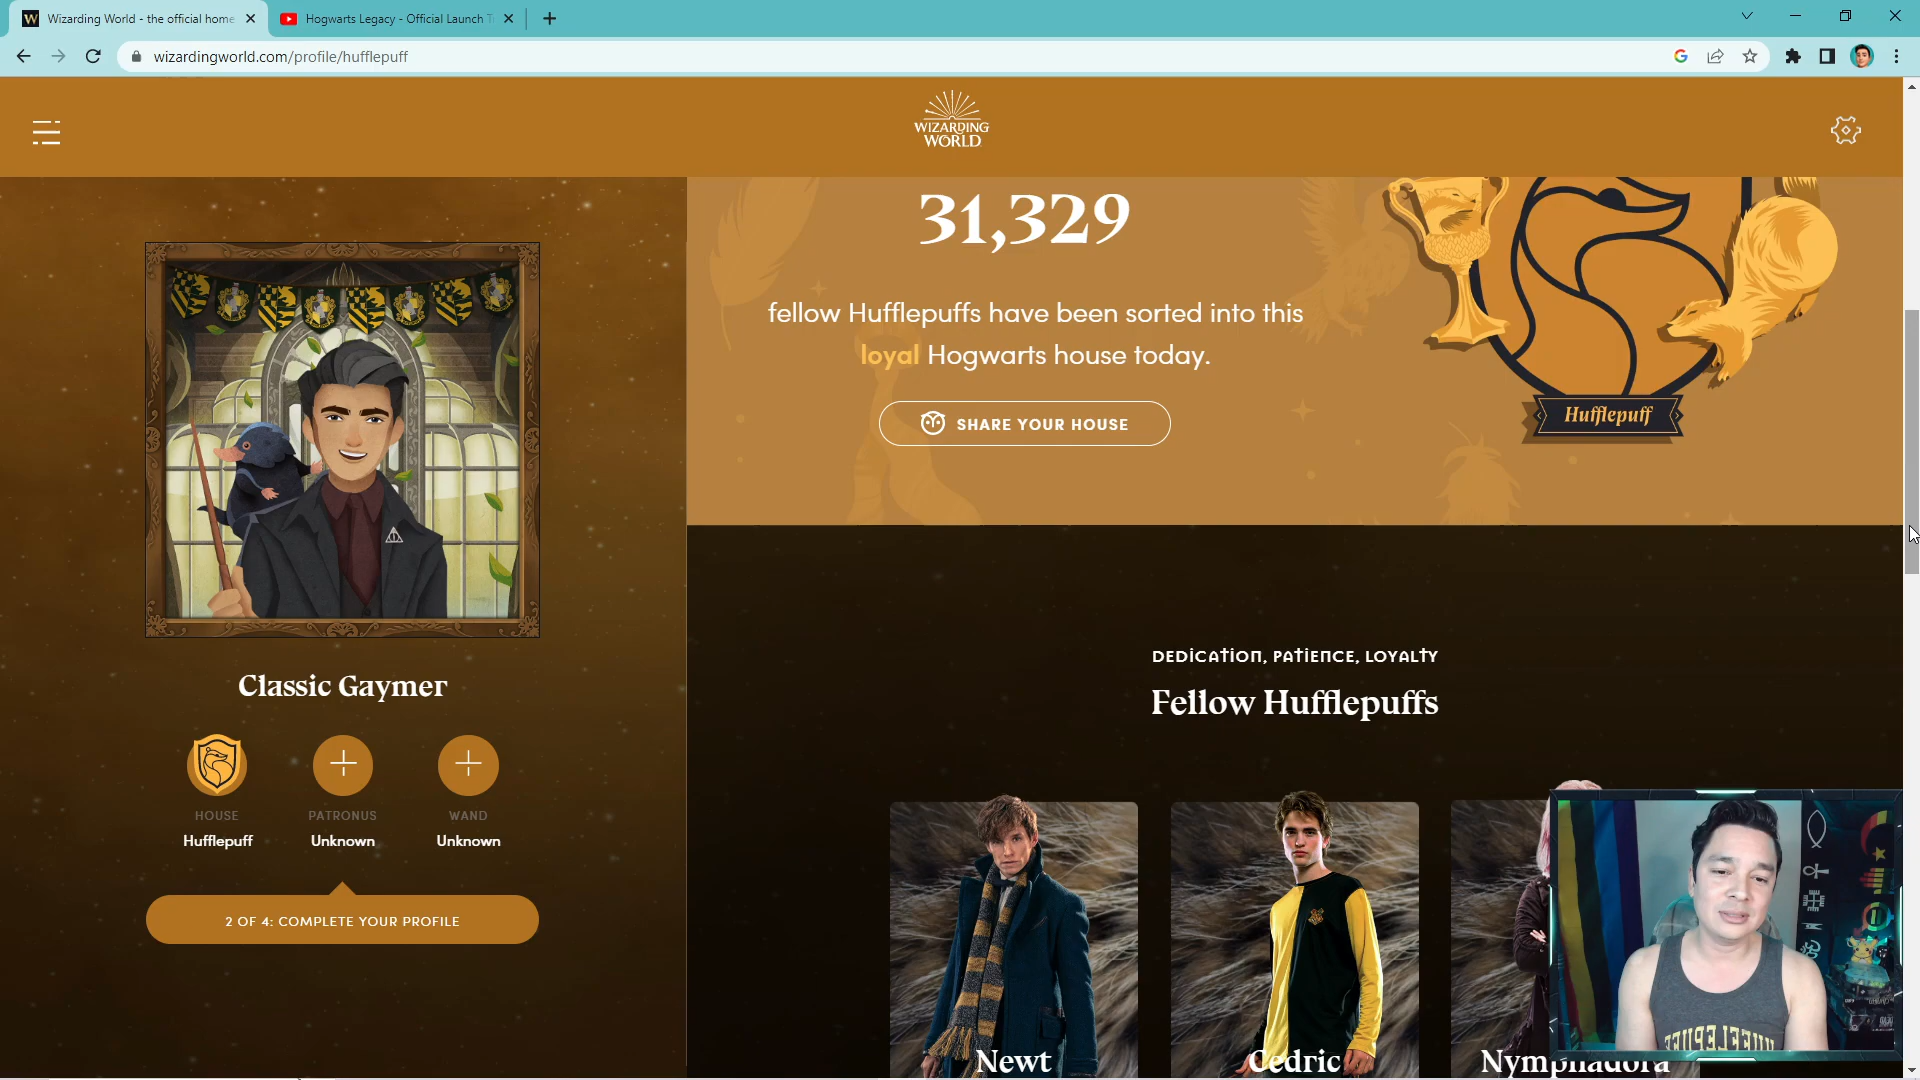 Wizarding World - the official home
Hogwarts Legacy - Official Launch T
wizardingworld.com/profile/hufflepuff
WIZARDING
WORLD
31,329
fellow Hufflepuffs have been sorted into this
loyal Hogwarts house today.
SHARE YOUR HOUSE
Hufflepuff
Classic Gaymer
HOUSE
PATRONUS
WAND
Hufflepuff
Unknown
Unknown
2 OF 4: COMPLETE YOUR PROFILE
DEDICATION, PATIENCE, LOYALTY
Fellow Hufflepuffs
Newt
Cedric
Nymphadora